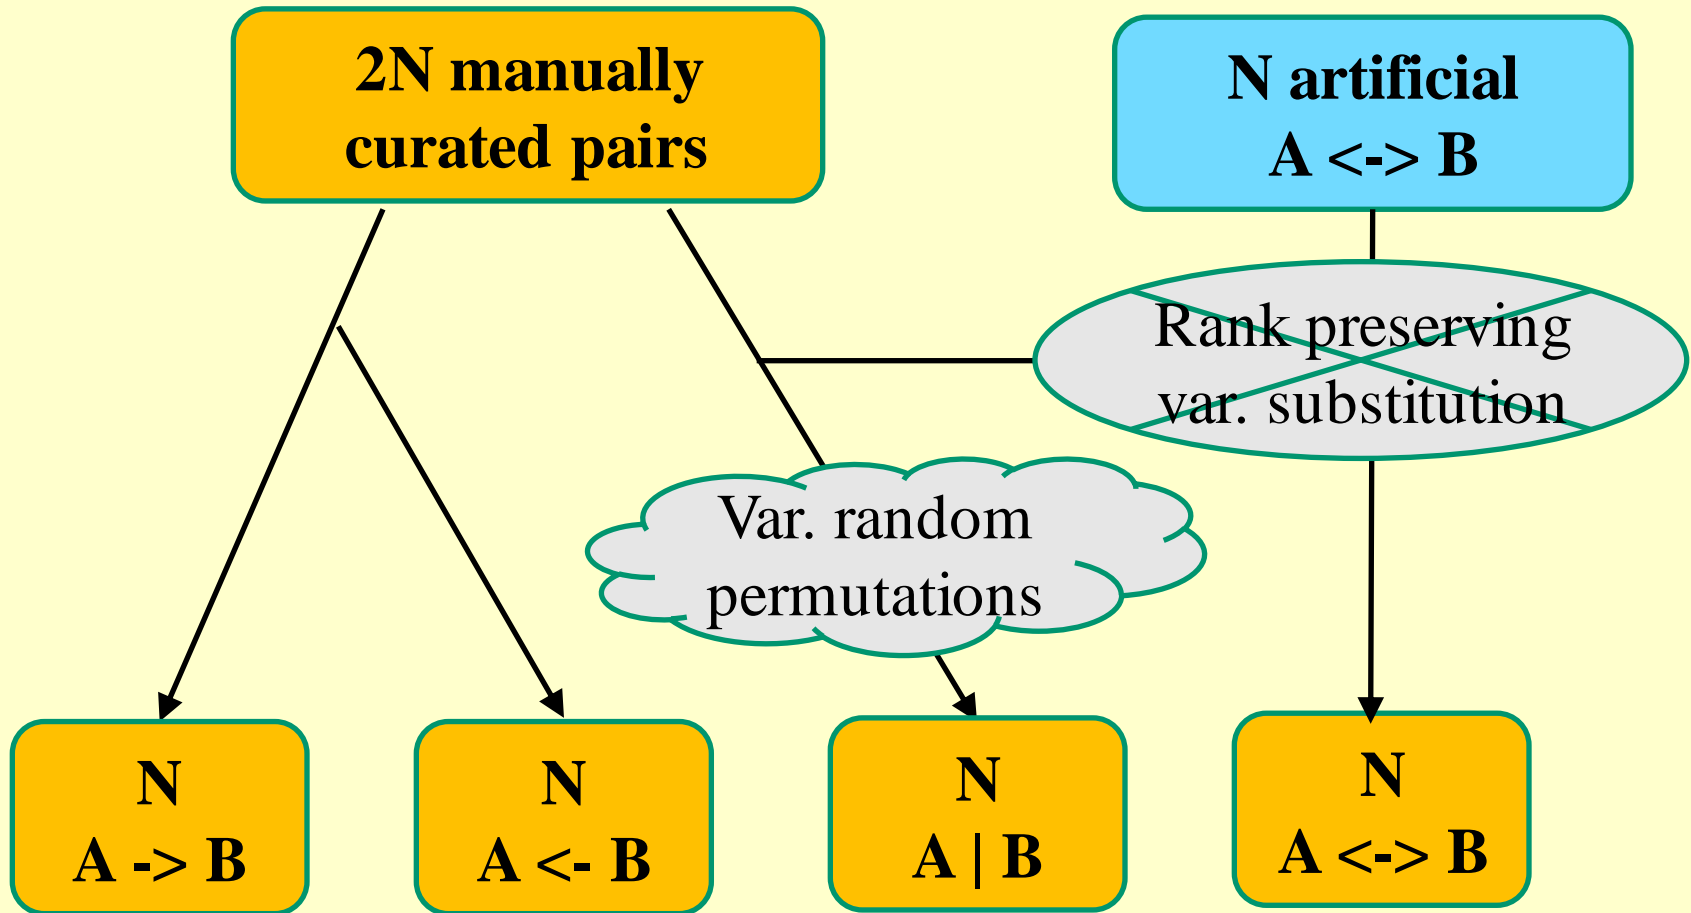 2N manually
curated pairs
N artificial
A <-> B
Rank preserving
var. substitution
Var. random
permutations
N
A -> B
N
A <- B
N
A | B
N
A <-> B